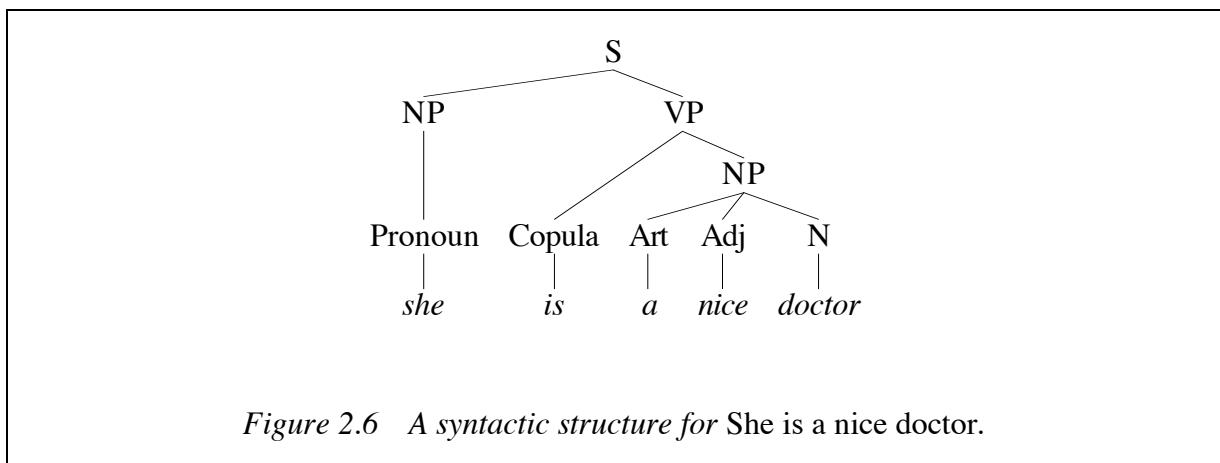 S
NP VP
NP
Pronoun Copula Art Adj N
she is a nice doctor
Figure 2.6 A syntactic structure for She is a nice doctor.